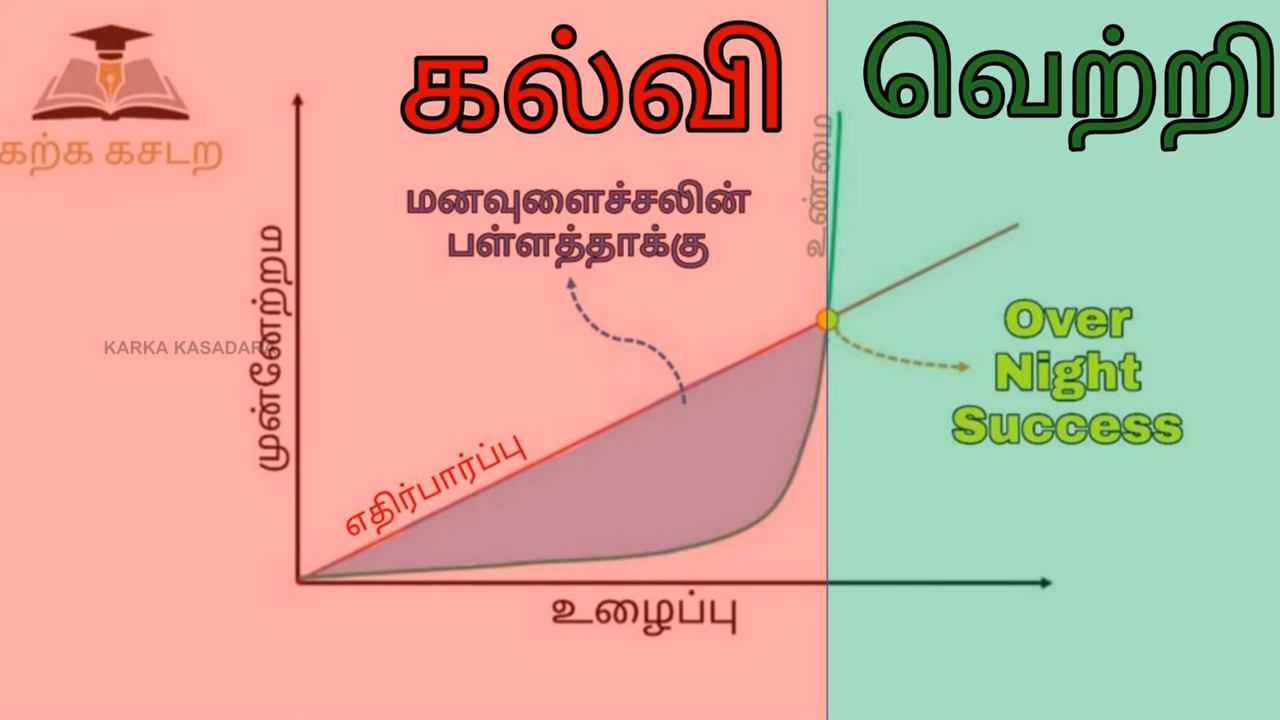 கல்வி
வெற்றி
கற்க கசடற
உண்மை
மனவுளைச்சலின்
பள்ளத்தாக்கு
முன்னேற்றம
KARKA KASADARA
Over
Night
Success
எதிர்பார்ப்பு
உழைப்பு